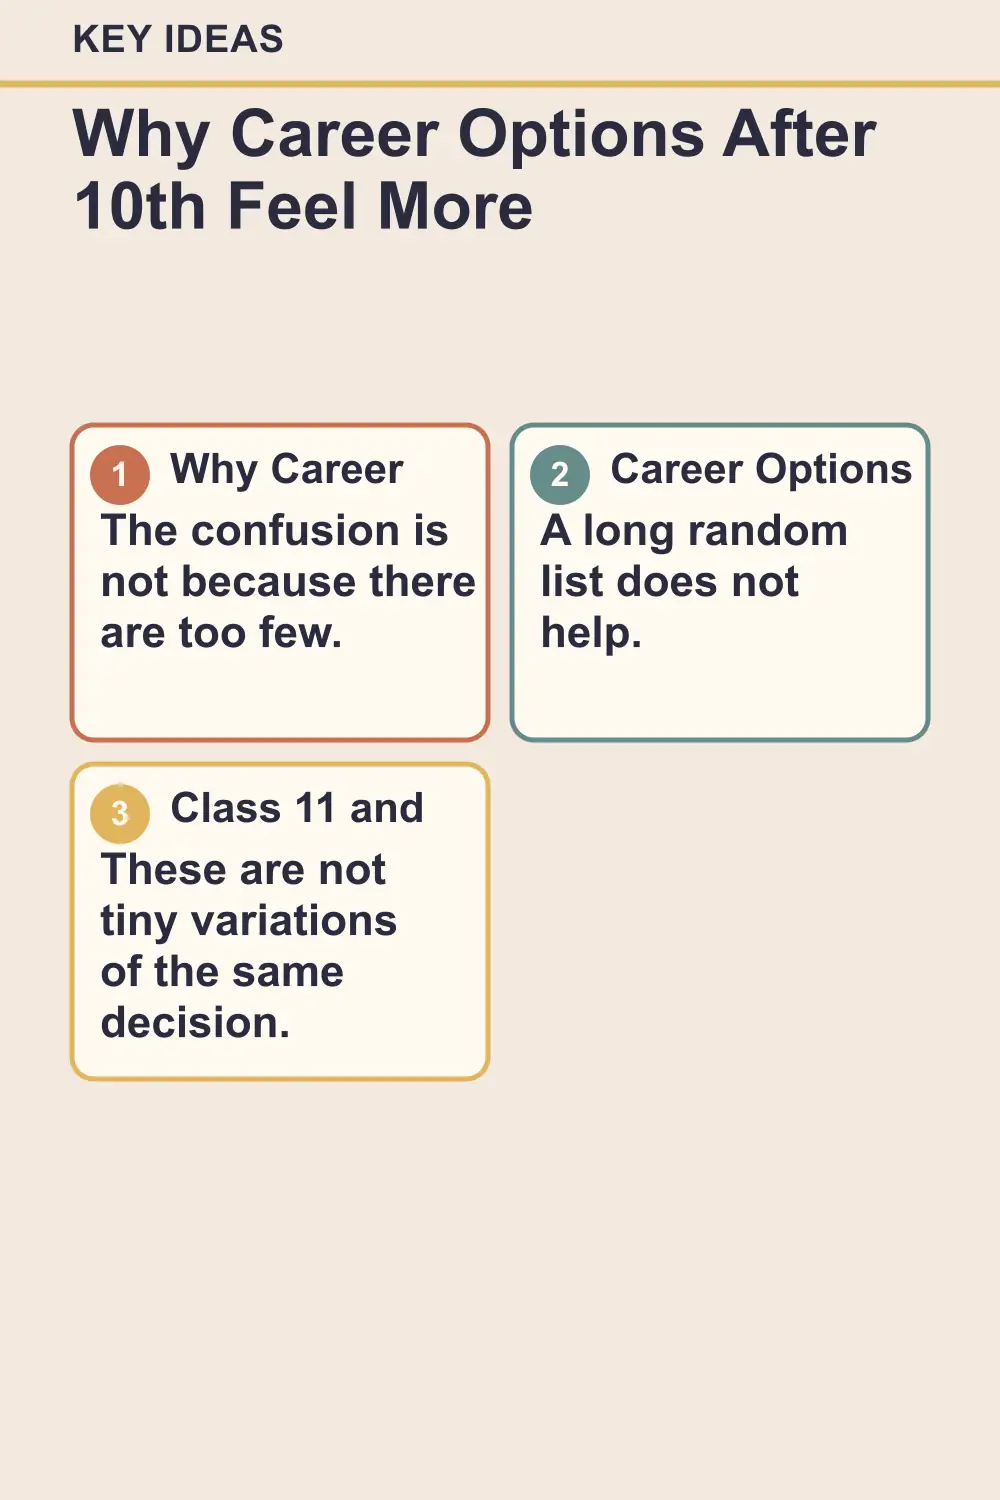 KEY IDEAS
Why Career Options After
10th Feel More
1 Why Career
The confusion is
not because there
are too few.
2 Career Options
A long random
list does not
help.
3 Class 11 and
These are not
tiny variations
of the same
decision.